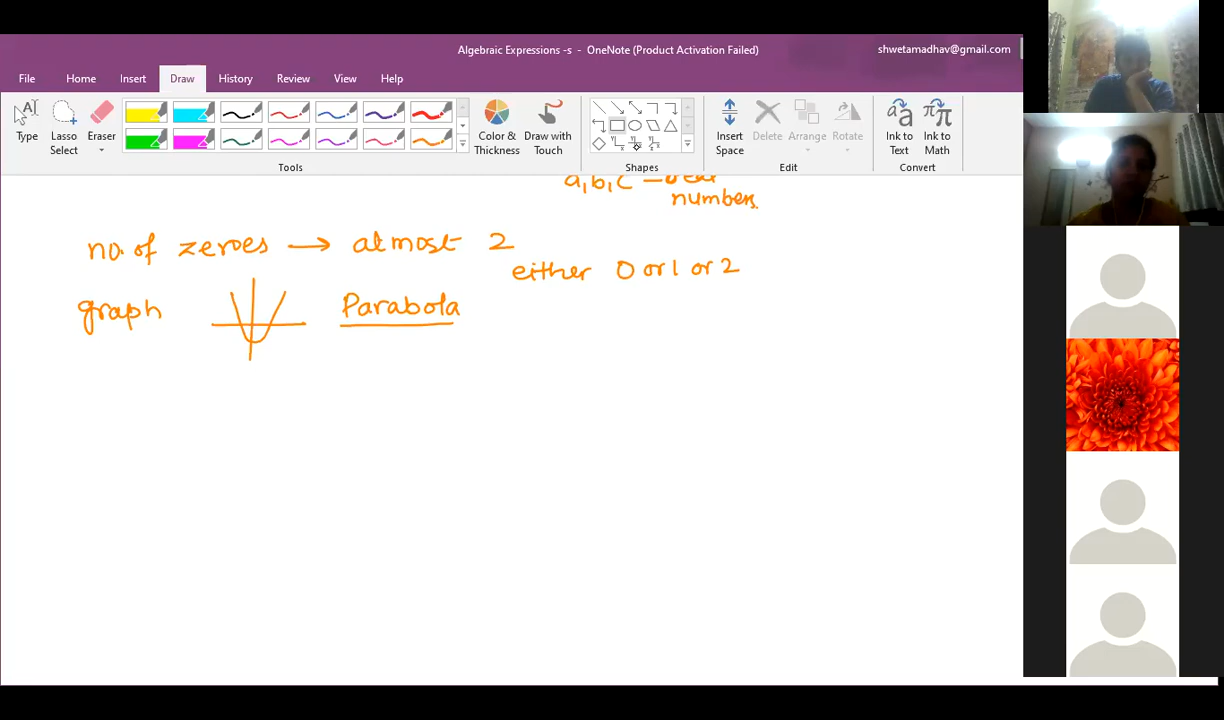 Algebraic Expressions -s - OneNote (Product Activation Failed)
shwetamadhav@gmail.com
File Home Insert Draw History Review View Help
Type
Lasso Select
Eraser
Color & Thickness
Draw with Touch
Insert Space
Delete
Arrange
Rotate
Ink to Text
Ink to Math
Tools
Shapes
Edit
Convert
a,b,c –
numbers.
no. of zeroes → atmost 2
either 0 or 1 or 2
graph Parabola